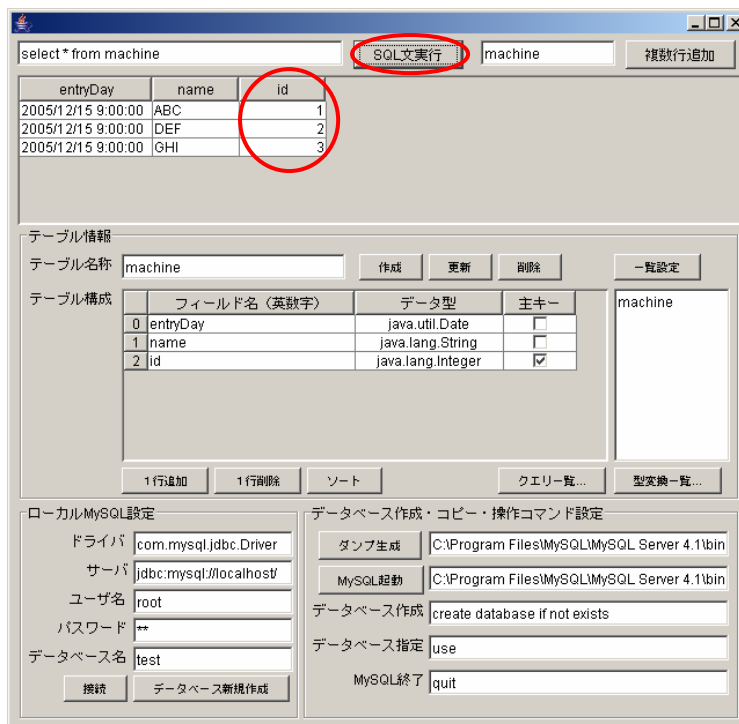 select * from machine SQL文実行 machine 複数行追加
entryDay name id
2005/12/15 9:00:00 ABC 1
2005/12/15 9:00:00 DEF 2
2005/12/15 9:00:00 GHI 3
テーブル情報
テーブル名称 machine 作成 更新 削除 一覧設定
テーブル構成 フィールド名（英数字） データ型 主キー machine
0 entryDay java.util.Date
1 name java.lang.String
2 id java.lang.Integer
1行追加 1行削除 ソート クエリ一覧... 型変換一覧...
ローカルMySQL設定
ドライバ com.mysql.jdbc.Driver
サーバ jdbc:mysql://localhost/
ユーザ名 root
パスワード **
データベース名 test
接続 データベース新規作成
データベース作成・コピー・操作コマンド設定
ダンプ生成 C:\Program Files\MySQL\MySQL Server 4.1\bin
MySQL起動 C:\Program Files\MySQL\MySQL Server 4.1\bin
データベース作成 create database if not exists
データベース指定 use
MySQL終了 quit